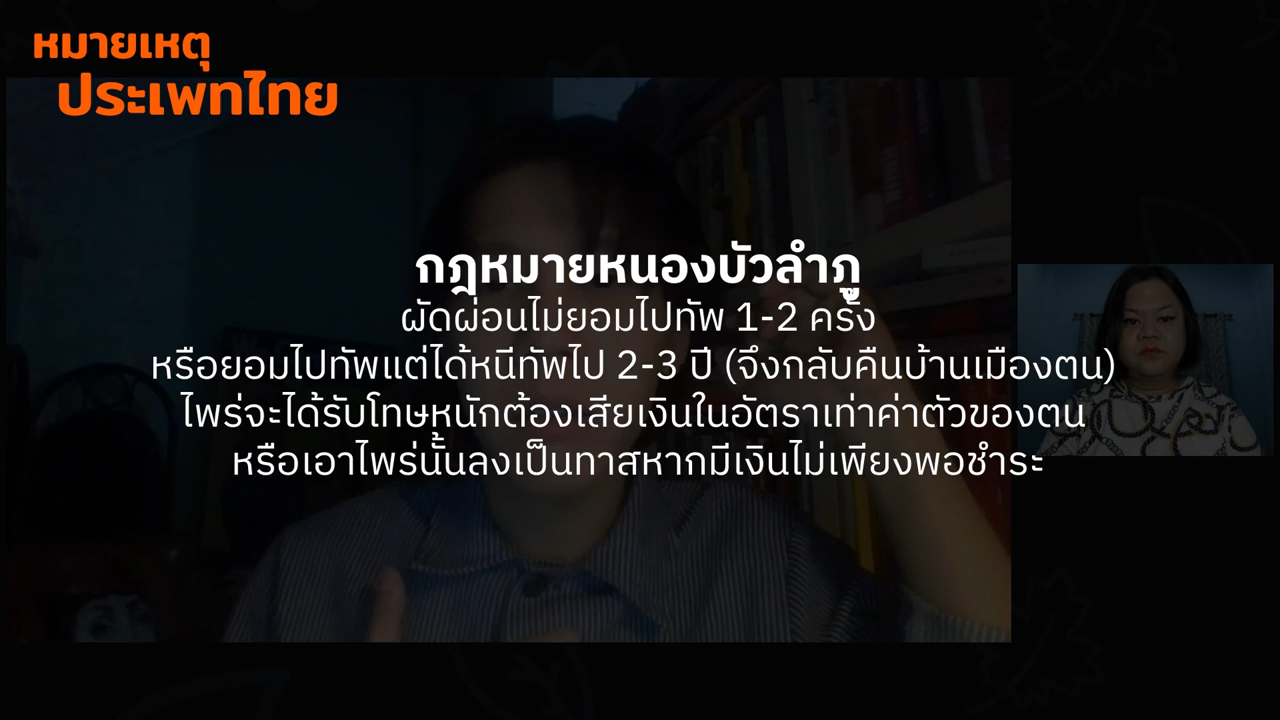 หมายเหตุ
ประเพทไทย
กฎหมายหนองบัวลำภู
ผัดผ่อนไม่ยอมไปทัพ 1-2 ครั้ง
หรือยอมไปทัพแต่ได้หนีทัพไป 2-3 ปี (จึงกลับคืนบ้านเมืองตน)
ไพร่จะได้รับโทษหนักต้องเสียเงินในอัตราเท่าค่าตัวของตน
หรือเอาไพร่นั้นลงเป็นทาสหากมีเงินไม่เพียงพอชำระ